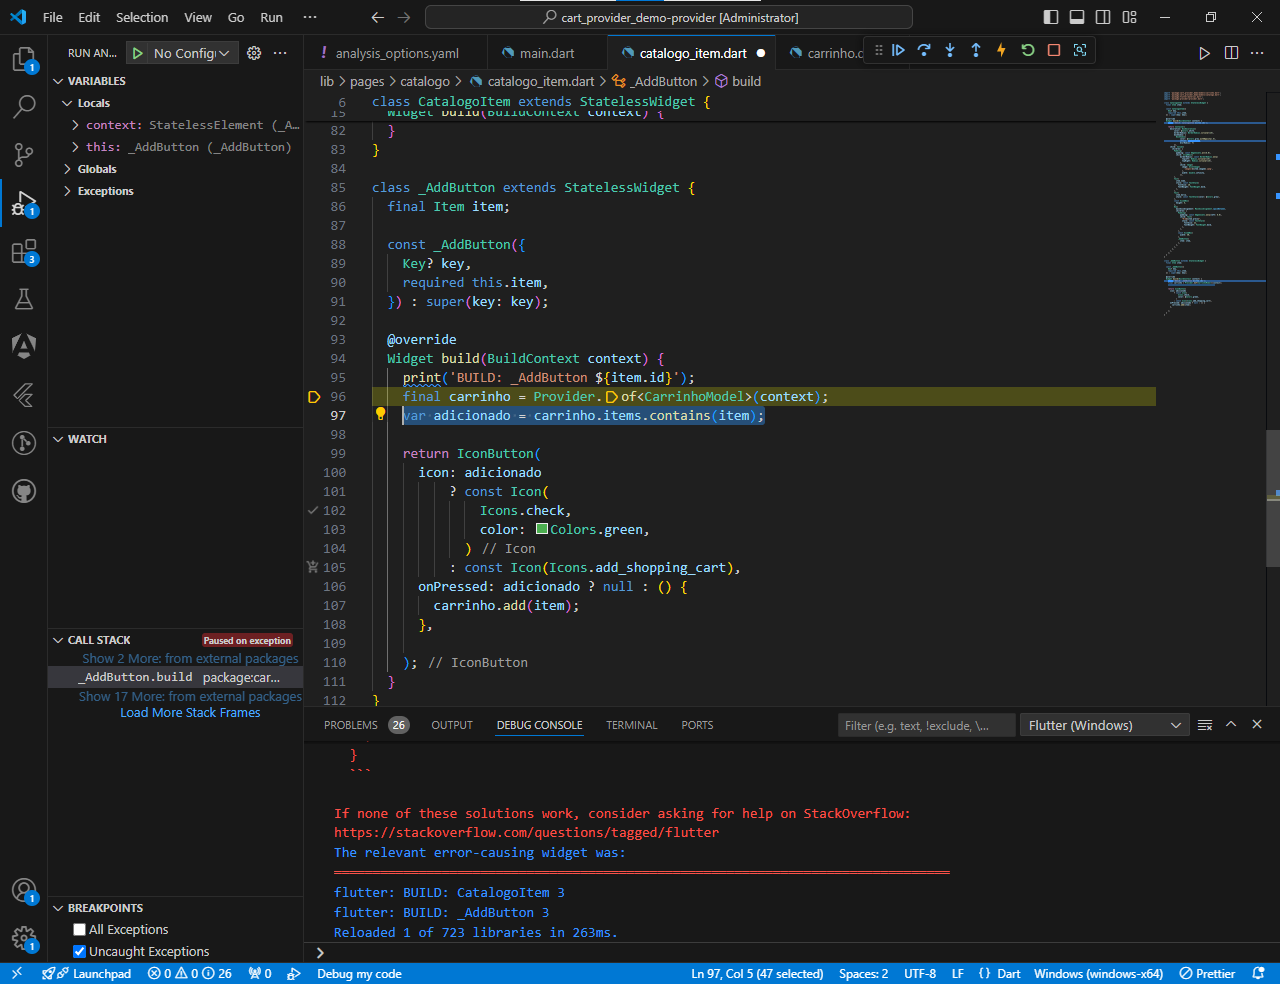 File Edit Selection View Go Run ··· cart_provider_demo-provider [Administrator]
RUN AN... No Config
analysis_options.yaml main.dart catalogo_item.dart carrinho.d
lib > pages > catalogo > catalogo_item.dart > _AddButton > build
VARIABLES
Locals
context: StatelessElement (_A...
this: _AddButton (_AddButton)
Globals
Exceptions
WATCH
CALL STACK Paused on exception
Show 2 More: from external packages
_AddButton.build package:car...
Show 17 More: from external packages
Load More Stack Frames
BREAKPOINTS
All Exceptions
Uncaught Exceptions
6 class CatalogoItem extends StatelessWidget {
15 Widget build(BuildContext context) {
82 }
83 }
84
85 class _AddButton extends StatelessWidget {
86 final Item item;
87
88 const _AddButton({
89 Key? key,
90 required this.item,
91 }) : super(key: key);
92
93 @override
94 Widget build(BuildContext context) {
95 print('BUILD: _AddButton ${item.id}');
96 final carrinho = Provider.of<CarrinhoModel>(context);
97 var adicionado = carrinho.items.contains(item);
98
99 return IconButton(
100 icon: adicionado
101 ? const Icon(
102 Icons.check,
103 color: Colors.green,
104 ) // Icon
105 : const Icon(Icons.add_shopping_cart),
106 onPressed: adicionado ? null : () {
107 carrinho.add(item);
108 },
109
110 ); // IconButton
111 }
112 }
PROBLEMS 26 OUTPUT DEBUG CONSOLE TERMINAL PORTS Filter (e.g. text, !exclude, \... Flutter (Windows)
}
```
If none of these solutions work, consider asking for help on StackOverflow:
https://stackoverflow.com/questions/tagged/flutter
The relevant error-causing widget was:
flutter: BUILD: CatalogoItem 3
flutter: BUILD: _AddButton 3
Reloaded 1 of 723 libraries in 263ms.
1
1
3
1
1
Launchpad 0 0 26 0 Debug my code Ln 97, Col 5 (47 selected) Spaces: 2 UTF-8 LF {} Dart Windows (windows-x64) Prettier